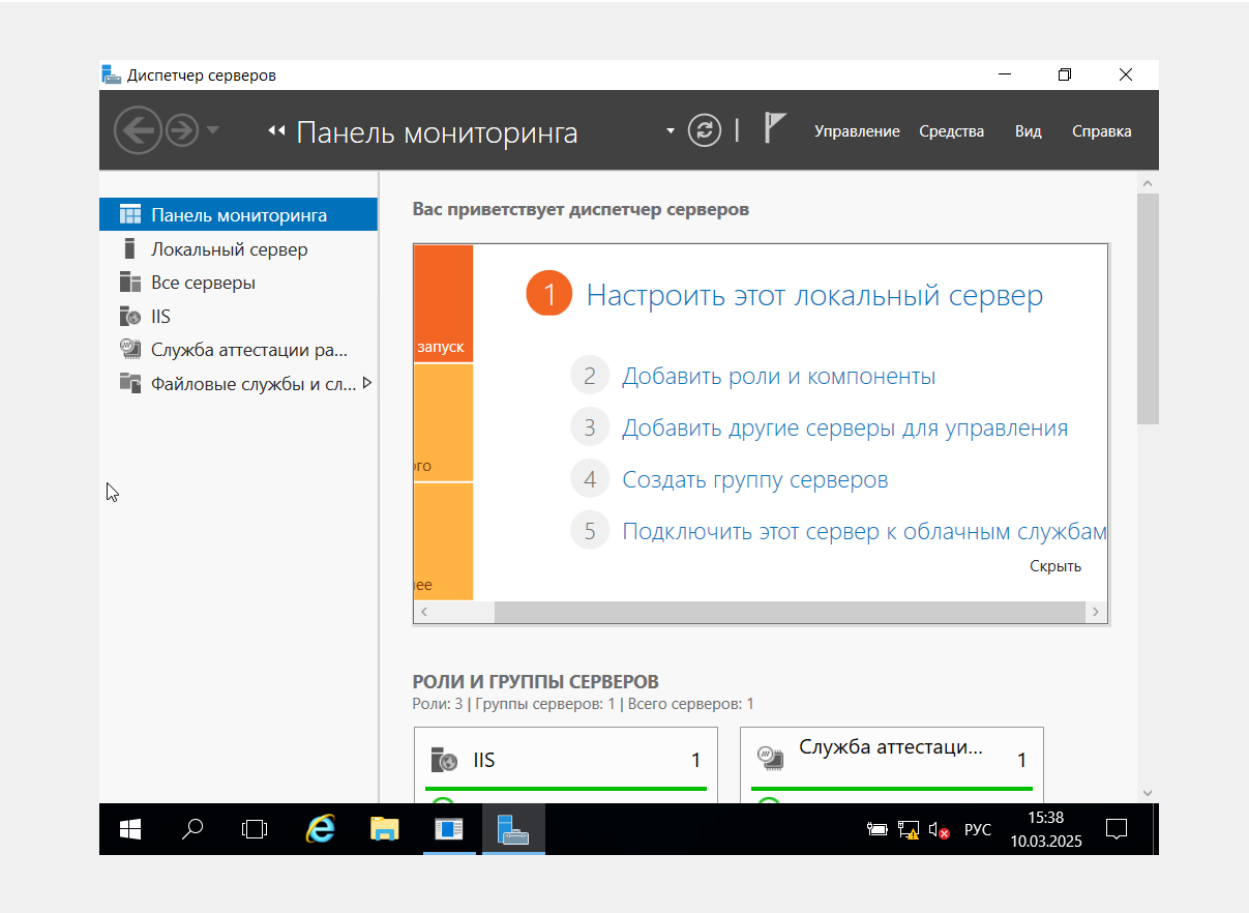 Диспетчер серверов
Панель мониторинга
Управление Средства Вид Справка
Панель мониторинга
Локальный сервер
Все серверы
IIS
Служба аттестации ра...
Файловые службы и сл...
Вас приветствует диспетчер серверов
запуск
1 Настроить этот локальный сервер
2 Добавить роли и компоненты
3 Добавить другие серверы для управления
4 Создать группу серверов
5 Подключить этот сервер к облачным службам
Скрыть
РОЛИ И ГРУППЫ СЕРВЕРОВ
Роли: 3 | Группы серверов: 1 | Всего серверов: 1
IIS 1
Служба аттестаци... 1
РУС
15:38
10.03.2025